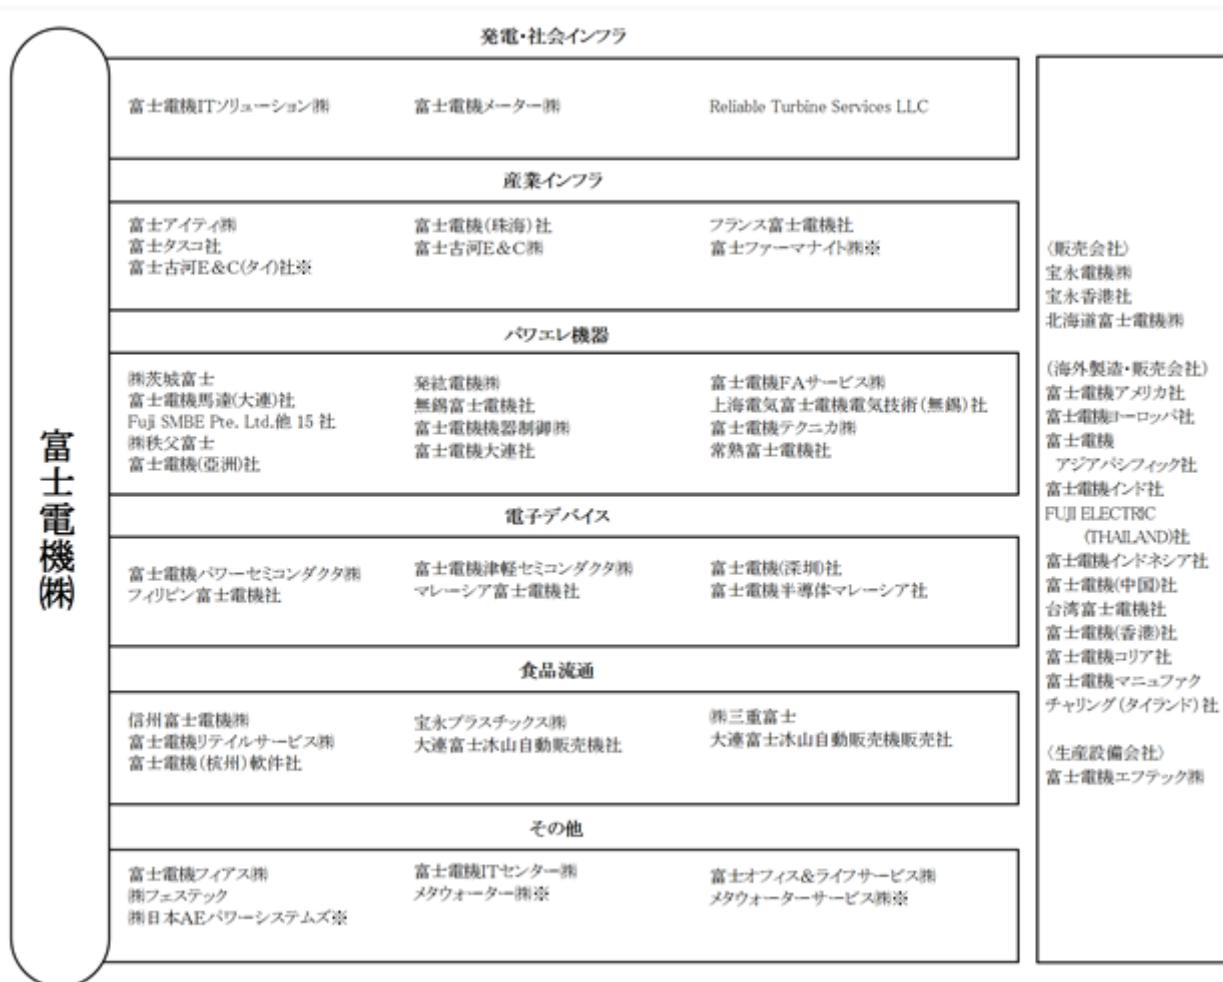 富士電機㈱
発電・社会インフラ
富士電機ITソリューション㈱
富士電機メーター㈱
Reliable Turbine Services LLC
産業インフラ
富士アイティ㈱
富士タスコ社
富士古河E&C(タイ)社※
富士電機(珠海)社
富士古河E&C㈱
フランス富士電機社
富士ファーマナイト㈱※
パワエレ機器
㈱茨城富士
富士電機馬達(大連)社
Fuji SMBE Pte. Ltd.他 15 社
㈱秩父富士
富士電機(亞洲)社
発紘電機㈱
無錫富士電機社
富士電機機器制御㈱
富士電機大連社
富士電機FAサービス㈱
上海電気富士電機電気技術(無錫)社
富士電機テクニカ㈱
常熟富士電機社
電子デバイス
富士電機パワーセミコンダクタ㈱
フィリピン富士電機社
富士電機津軽セミコンダクタ㈱
マレーシア富士電機社
富士電機(深圳)社
富士電機半導体マレーシア社
食品流通
信州富士電機㈱
富士電機リテイルサービス㈱
富士電機(杭州)軟件社
宝永プラスチックス㈱
大連富士冰山自動販売機社
㈱三重富士
大連富士冰山自動販売機販売社
その他
富士電機フィアス㈱
㈱フェステック
㈱日本AEパワーシステムズ※
富士電機ITセンター㈱
メタウォーター㈱※
富士オフィス&ライフサービス㈱
メタウォーターサービス㈱※
〈販売会社〉
宝永電機㈱
宝永香港社
北海道富士電機㈱
〈海外製造・販売会社〉
富士電機アメリカ社
富士電機ヨーロッパ社
富士電機
アジアパシフィック社
富士電機インド社
FUJI ELECTRIC
(THAILAND)社
富士電機インドネシア社
富士電機(中国)社
台湾富士電機社
富士電機(香港)社
富士電機コリア社
富士電機マニュファク
チャリング(タイランド)社
〈生産設備会社〉
富士電機エフテック㈱